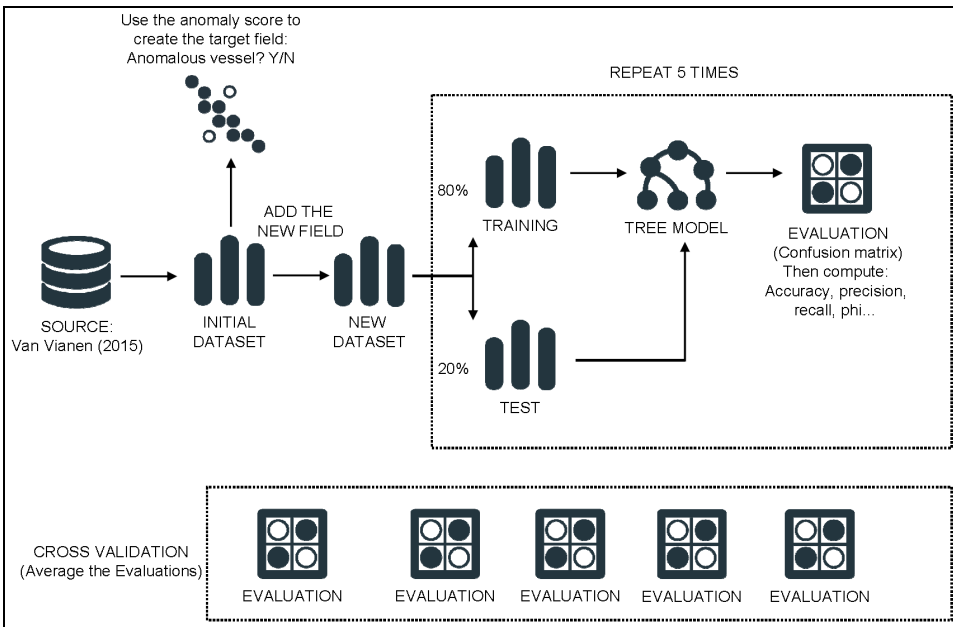 Use the anomaly score to
create the target field:
Anomalous vessel? Y/N
REPEAT 5 TIMES
80%
ADD THE
NEW FIELD
TRAINING
TREE MODEL
EVALUATION
(Confusion matrix)
Then compute:
Accuracy, precision,
recall, phi...
SOURCE:
Van Vianen (2015)
INITIAL
DATASET
NEW
DATASET
20%
TEST
CROSS VALIDATION
(Average the Evaluations)
EVALUATION
EVALUATION
EVALUATION
EVALUATION
EVALUATION